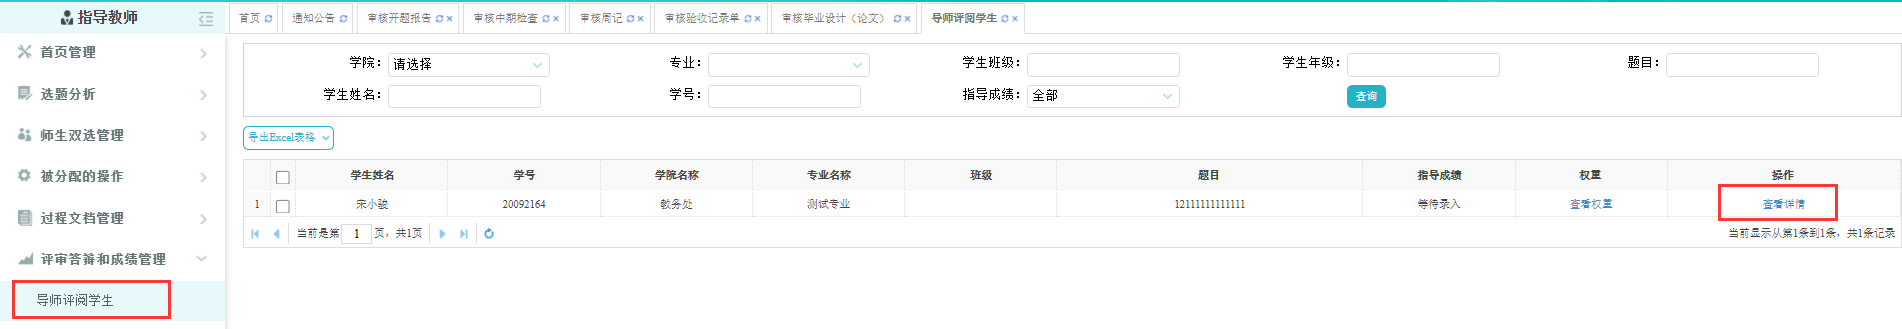 指导教师
首页管理
选题分析
师生双选管理
被分配的操作
过程文档管理
评审答辩和成绩管理
导师评阅学生
首页 通知公告 审核开题报告 审核中期检查 审核周记 审核验收记录单 审核毕业设计（论文） 导师评阅学生
学院： 请选择 专业： 学生班级： 学生年级： 题目：
学生姓名： 学号： 指导成绩： 全部 查询
导出Excel表格
学生姓名 学号 学院名称 专业名称 班级 题目 指导成绩 权重 操作
1 宋小骏 20092164 教务处 测试专业 12111111111111 等待录入 查看权重 查看详情
当前是第 1 页，共1页 当前显示从第1条到1条，共1条记录